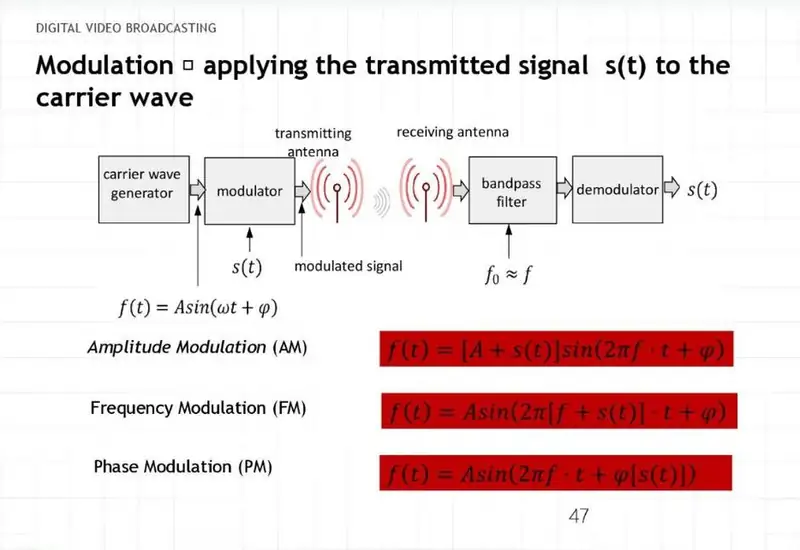 DIGITAL VIDEO BROADCASTING
Modulation □ applying the transmitted signal s(t) to the
carrier wave
transmitting
antenna
receiving antenna
carrier wave
generator
modulator
bandpass
filter
demodulator
s(t)
s(t)
modulated signal
f₀ ≈ f
f(t) = Asin(ωt + φ)
Amplitude Modulation (AM)
f(t) = [A + s(t)]sin(2πf · t + φ)
Frequency Modulation (FM)
f(t) = Asin(2π[f + s(t)] · t + φ)
Phase Modulation (PM)
f(t) = Asin(2πf · t + φ[s(t)])
47